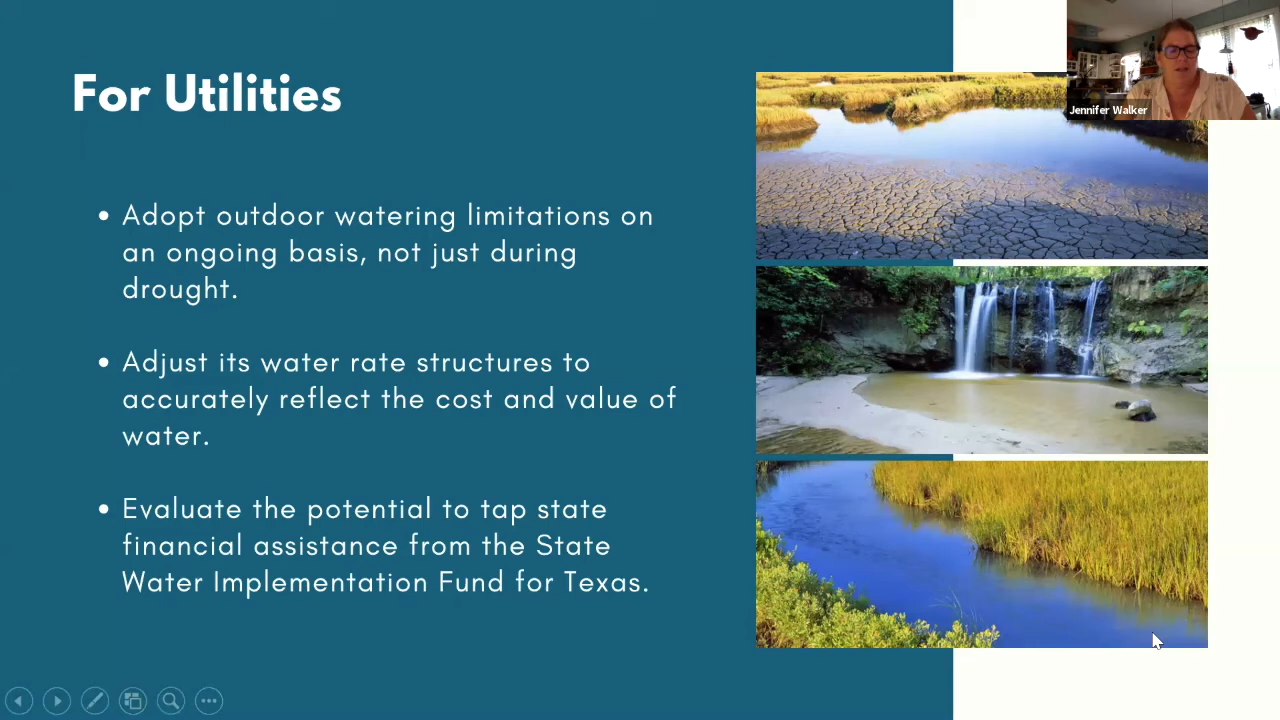 For Utilities
Jennifer Walker
• Adopt outdoor watering limitations on
an ongoing basis, not just during
drought.
• Adjust its water rate structures to
accurately reflect the cost and value of
water.
• Evaluate the potential to tap state
financial assistance from the State
Water Implementation Fund for Texas.